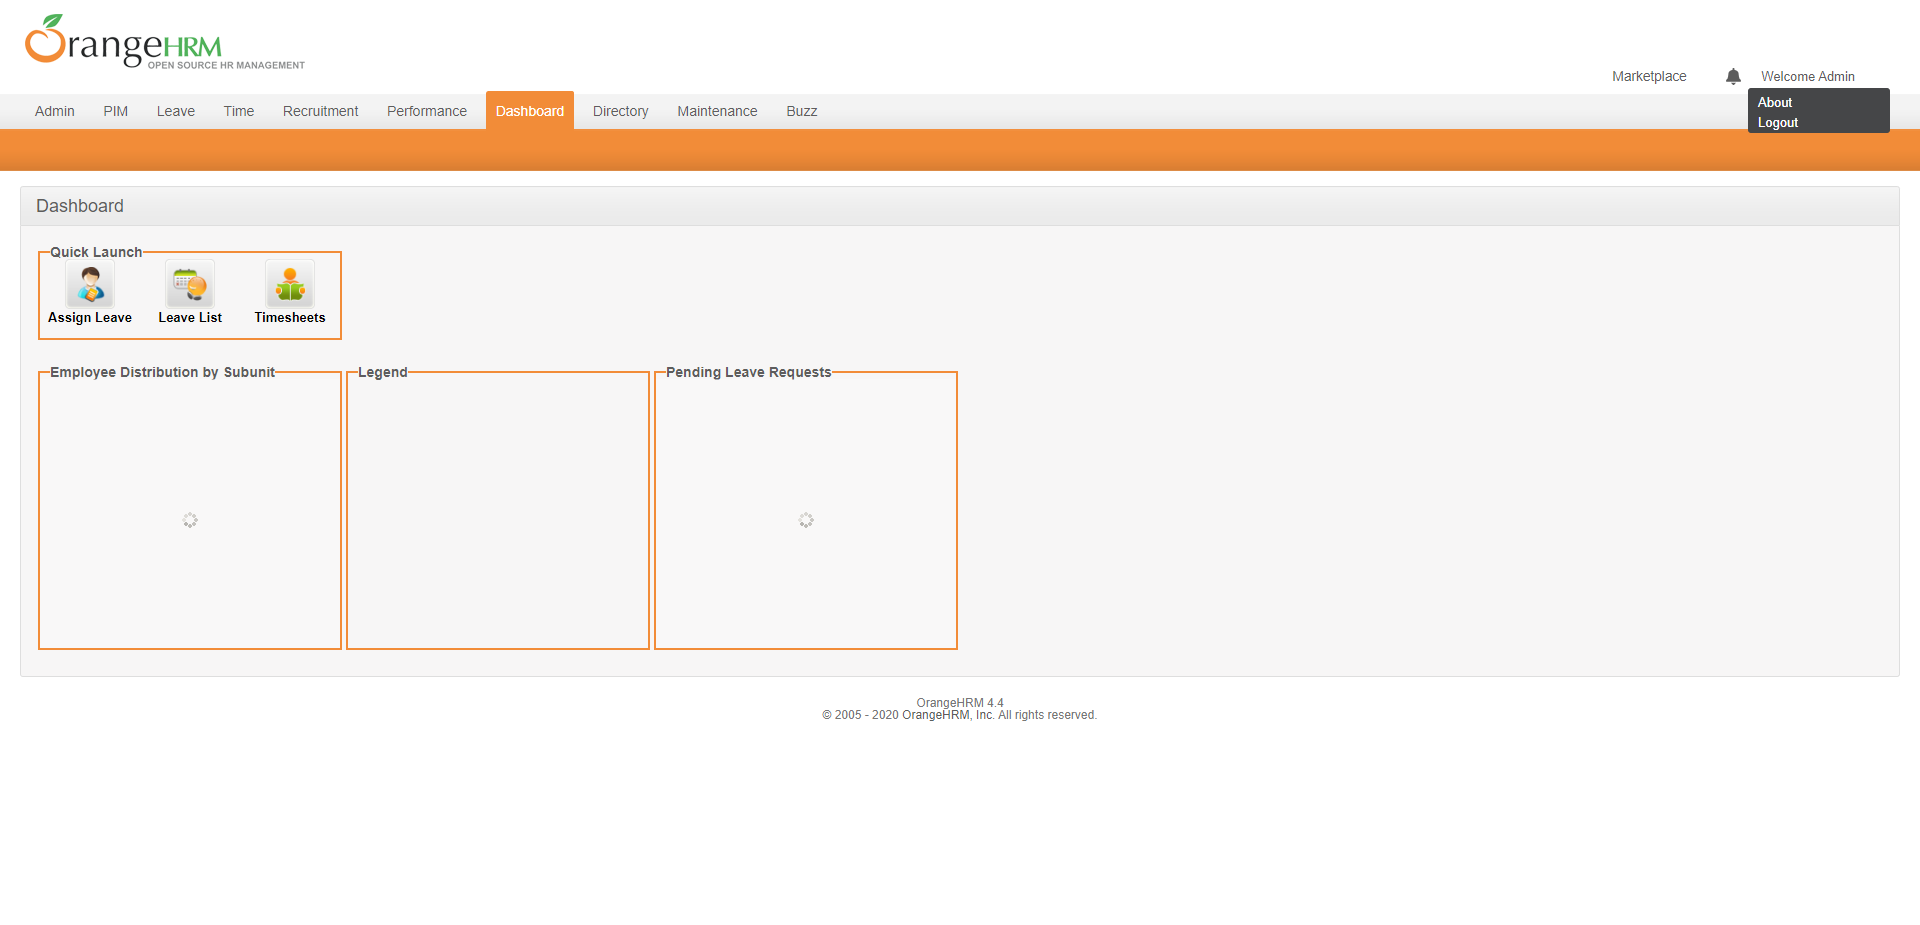 OrangeHRM
OPEN SOURCE HR MANAGEMENT
Marketplace Welcome Admin
About
Logout
Admin PIM Leave Time Recruitment Performance Dashboard Directory Maintenance Buzz
Dashboard
Quick Launch
Assign Leave Leave List Timesheets
Employee Distribution by Subunit Legend Pending Leave Requests
OrangeHRM 4.4
© 2005 - 2020 OrangeHRM, Inc. All rights reserved.